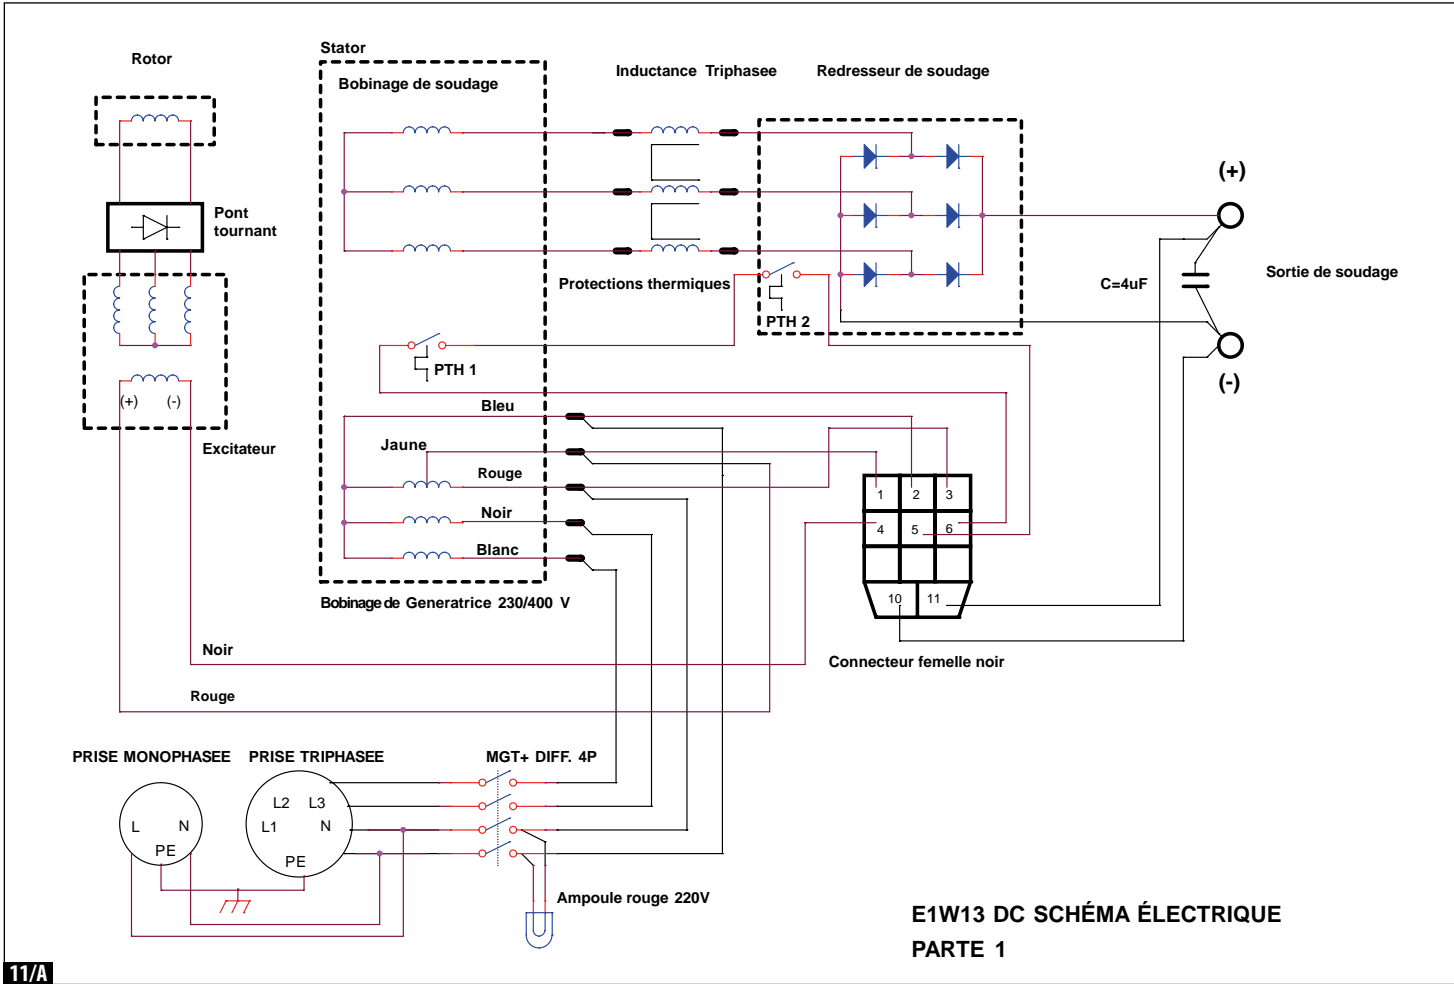 Stator
Rotor
Bobinage de soudage
Inductance Triphasee
Redresseur de soudage
Pont
tournant
(+)
Sortie de soudage
C=4uF
Protections thermiques
PTH 2
PTH 1
(-)
(+) (-)
Excitateur
Bleu
Jaune
Rouge
Noir
Blanc
1 2 3
4 5 6
10 11
Bobinage de Generatrice 230/400 V
Noir
Connecteur femelle noir
Rouge
PRISE MONOPHASEE
PRISE TRIPHASEE
MGT+ DIFF. 4P
L N
PE
L2 L3
L1 N
PE
Ampoule rouge 220V
E1W13 DC SCHÉMA ÉLECTRIQUE
PARTE 1
11/A